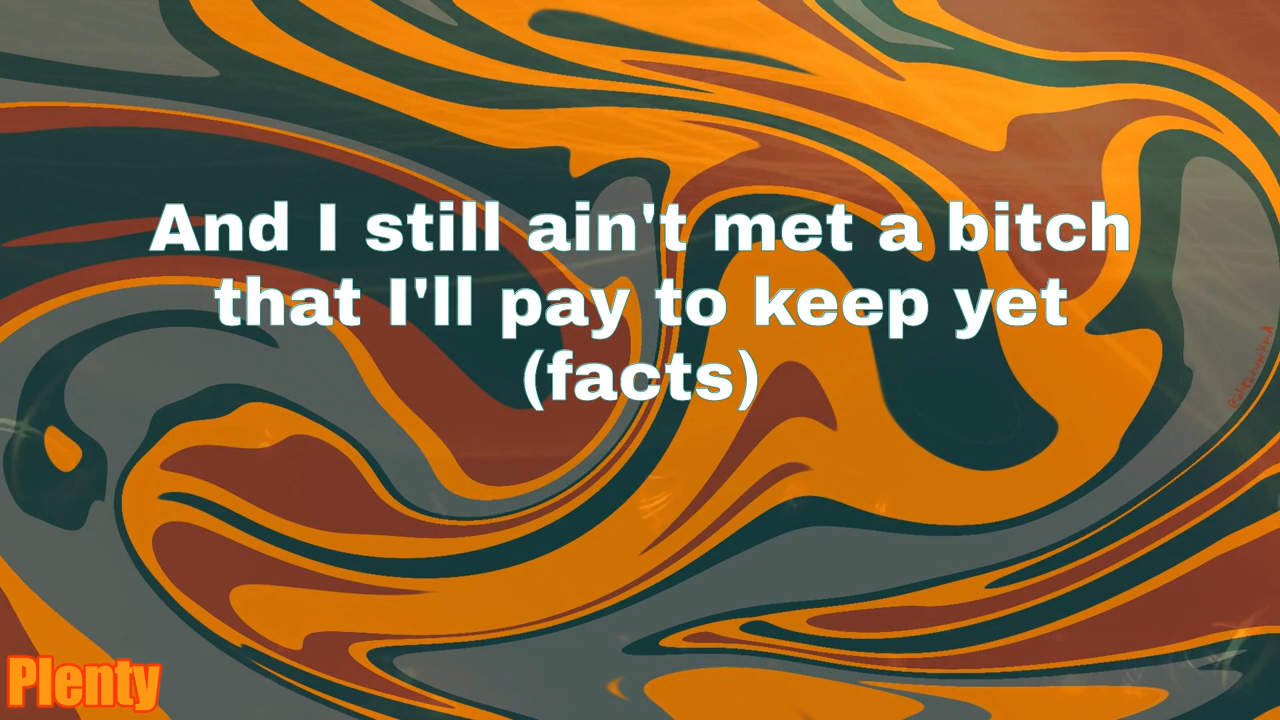 And I still ain't met a bitch
that I'll pay to keep yet
(facts)
Plenty